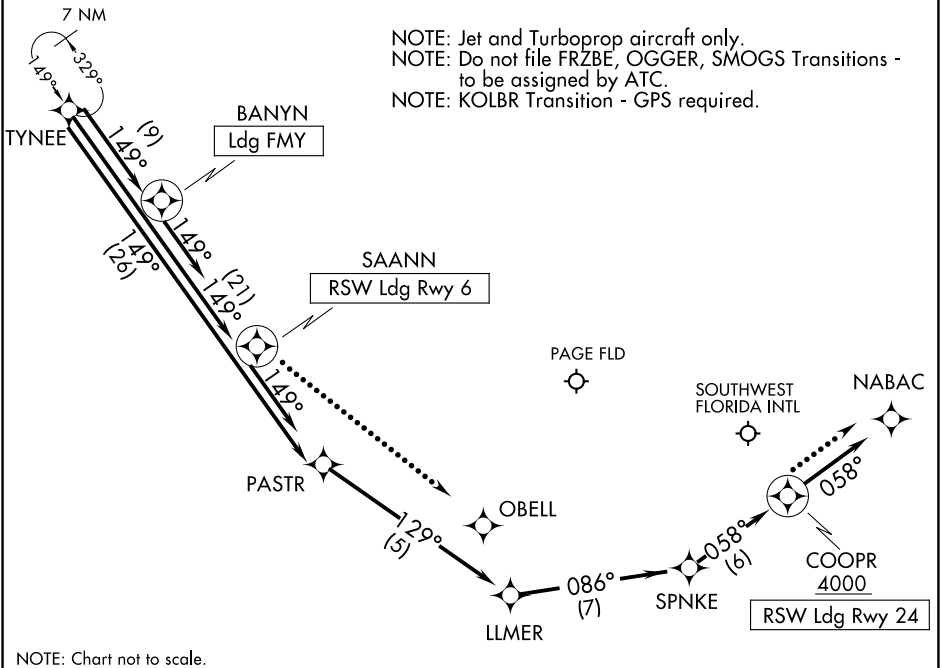 7 NM
NOTE: Jet and Turboprop aircraft only.
NOTE: Do not file FRZBE, OGGER, SMOGS Transitions -
to be assigned by ATC.
NOTE: KOLBR Transition - GPS required.
149°
329°
TYNEE
BANYN
Ldg FMY
(9)
149°
149°
(26)
149°
(21)
149°
SAANN
RSW Ldg Rwy 6
149°
PAGE FLD
SOUTHWEST
FLORIDA INTL
NABAC
PASTR
OBELL
129°
(5)
058°
058°
(6)
COOPR
4000
RSW Ldg Rwy 24
086°
(7)
SPNKE
LLMER
NOTE: Chart not to scale.